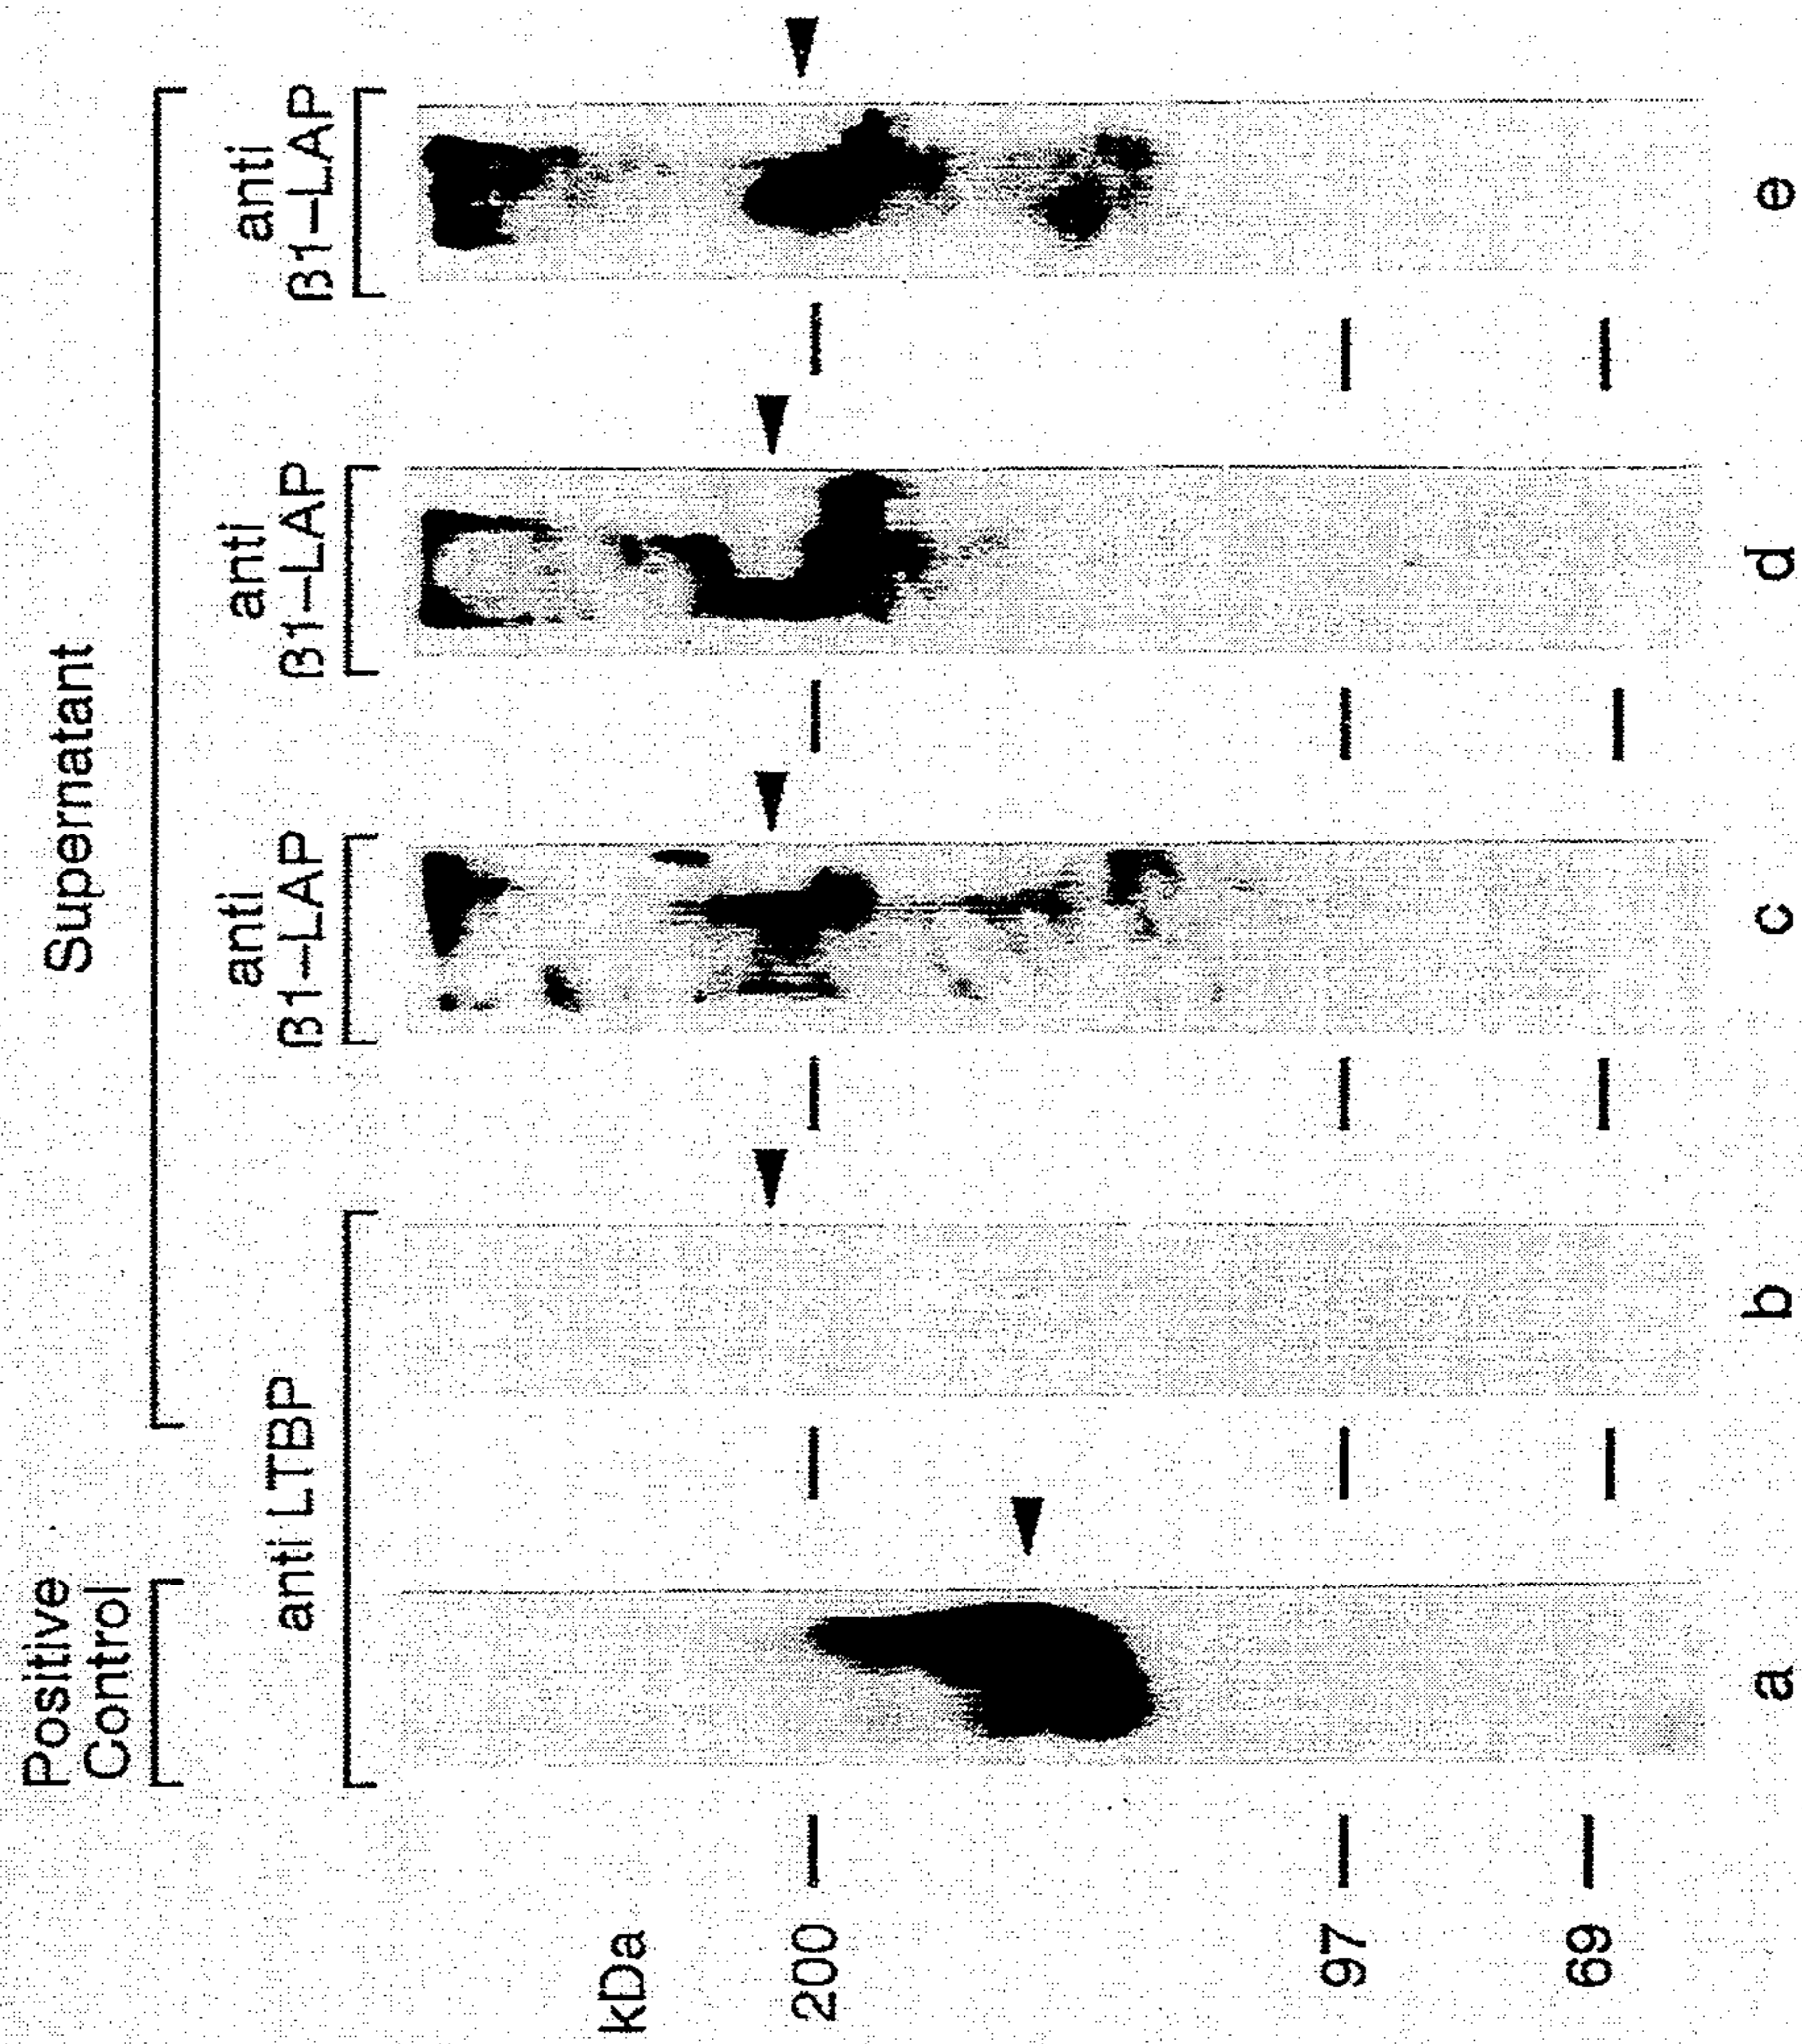 Positive
Control
Supernatant
anti LTBP
anti
β1–LAP
anti
β1–LAP
anti
β1–LAP
kDa
200
97
69
a
b
c
d
e